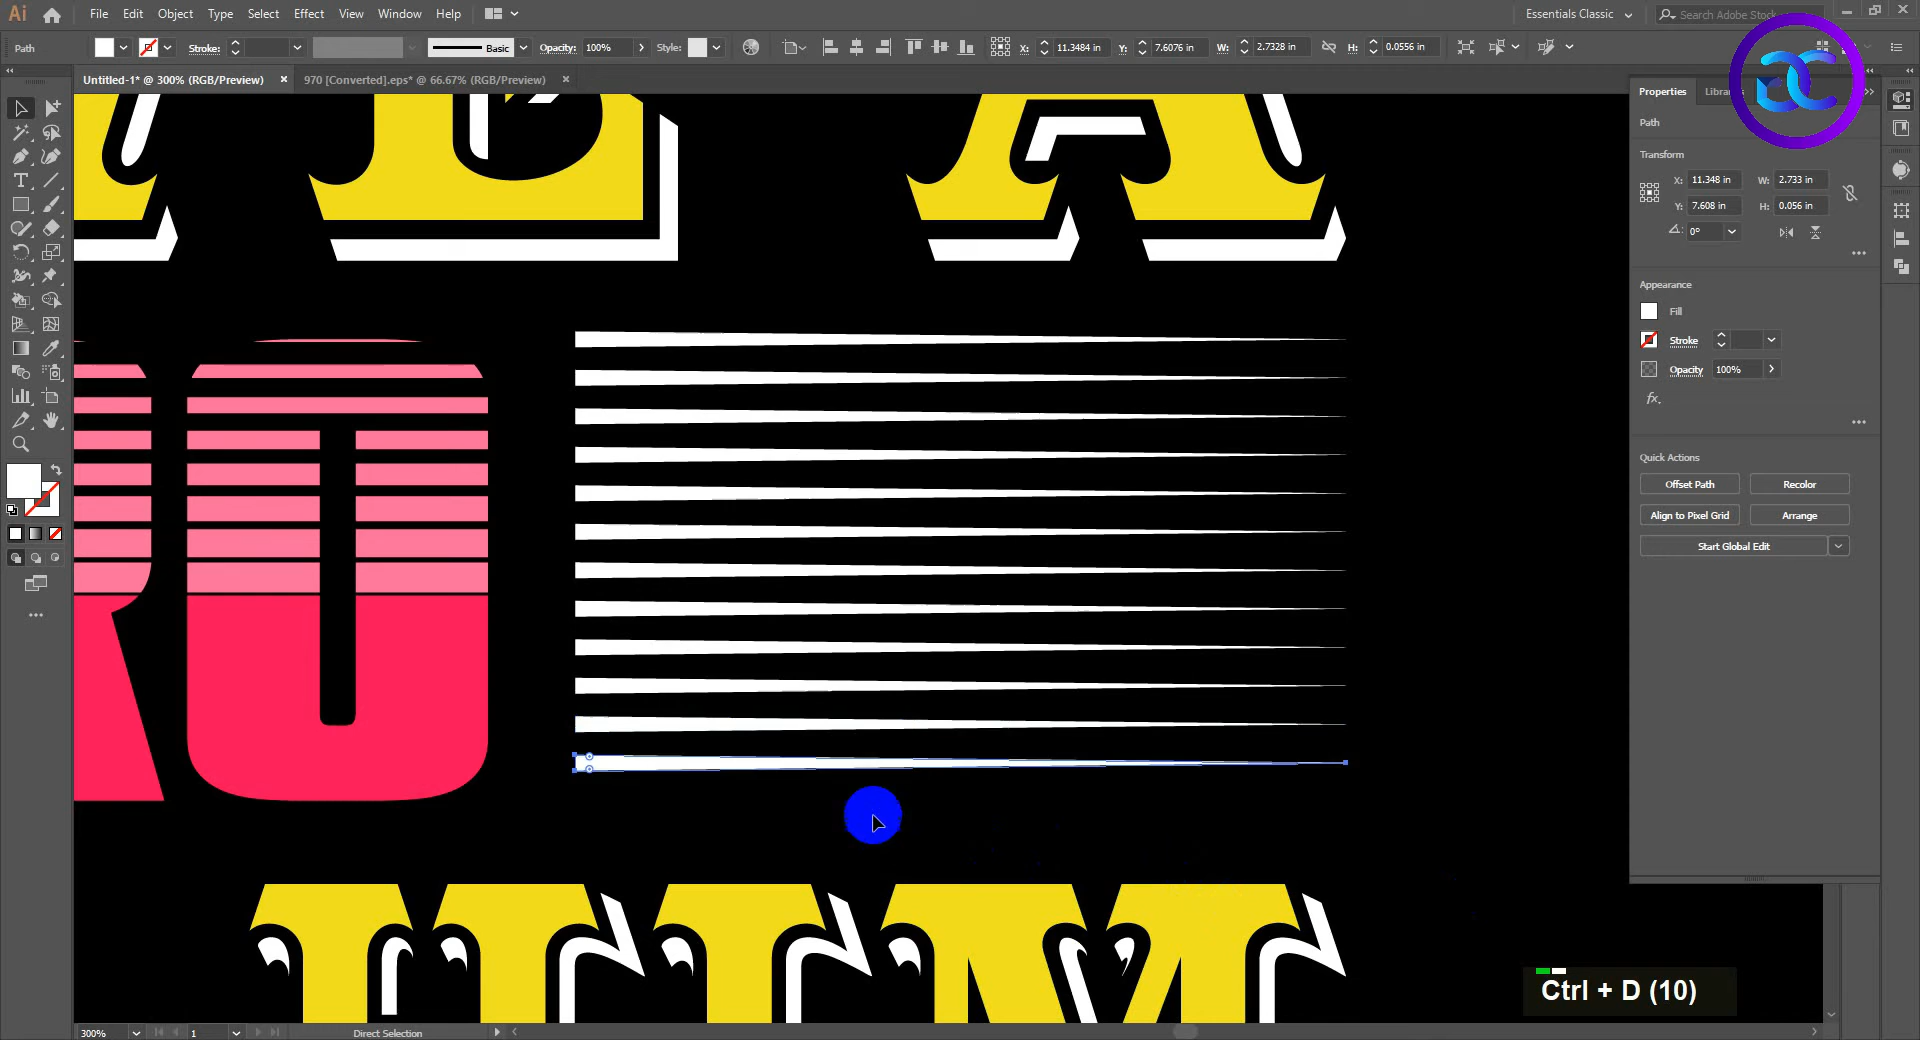 Ai File Edit Object Type Select Effect View Window Help Essentials Classic Search Adobe Stock
Path Stroke: Basic Opacity: 100% Style: X: 11.3484 in Y: 7.6076 in W: 2.7328 in H: 0.0556 in
Untitled-1* @ 300% (RGB/Preview) × 970 [Converted].eps* @ 66.67% (RGB/Preview) ×
Properties
Path
Transform
X: 11.348 in W: 2.733 in
Y: 7.608 in H: 0.056 in
0°
Appearance
Fill
Stroke
Opacity 100%
fx.
Quick Actions
Offset Path Recolor
Align to Pixel Grid Arrange
Start Global Edit
Ctrl + D (10)
300% 1 Direct Selection